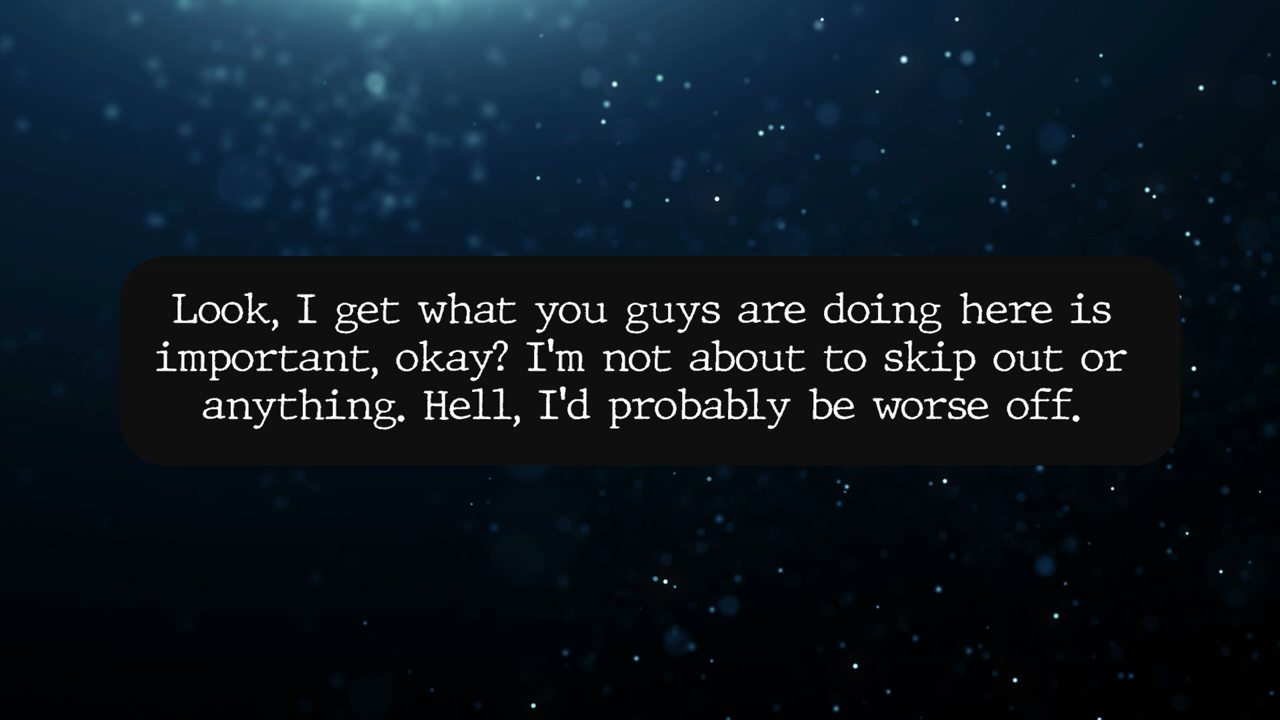 Look, I get what you guys are doing here is
important, okay? I'm not about to skip out or
anything. Hell, I'd probably be worse off.